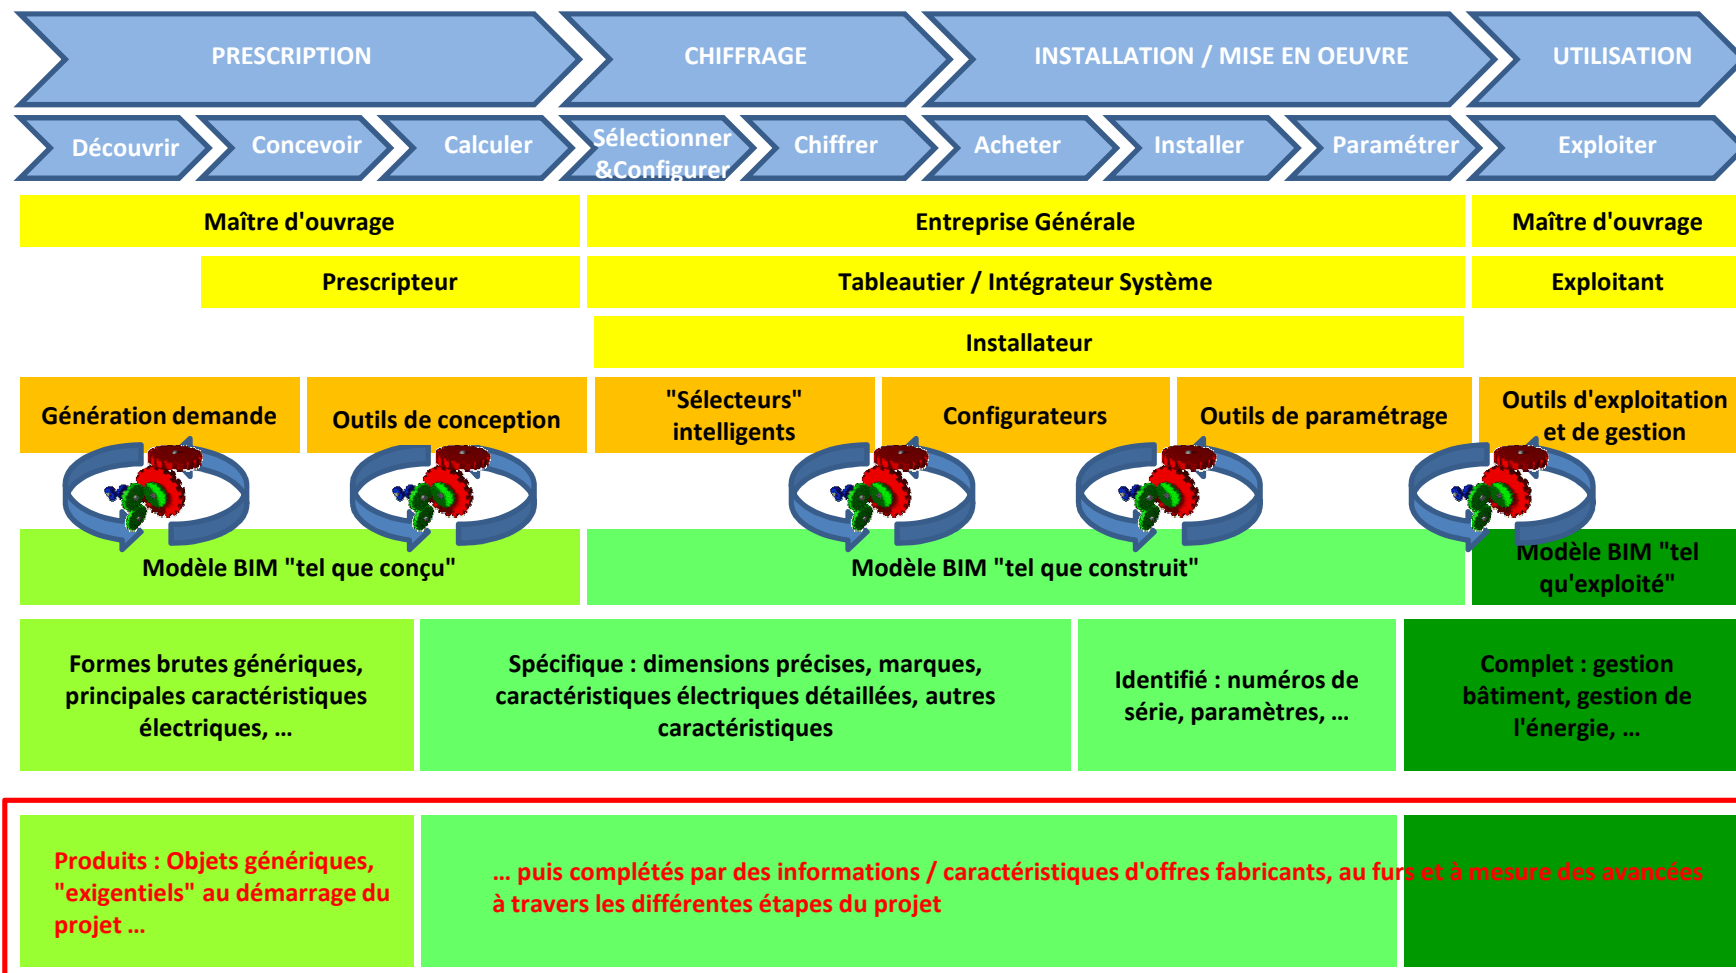 PRESCRIPTION
CHIFFRAGE
INSTALLATION / MISE EN OEUVRE
UTILISATION
Découvrir
Concevoir
Calculer
Sélectionner
&Configurer
Chiffrer
Acheter
Installer
Paramétrer
Exploiter
Maître d'ouvrage
Entreprise Générale
Maître d'ouvrage
Prescripteur
Tableautier / Intégrateur Système
Exploitant
Installateur
Génération demande
Outils de conception
"Sélecteurs"
intelligents
Configurateurs
Outils de paramétrage
Outils d'exploitation
et de gestion
Modèle BIM "tel que conçu"
Modèle BIM "tel que construit"
Modèle BIM "tel
qu'exploité"
Formes brutes génériques,
principales caractéristiques
électriques, ...
Spécifique : dimensions précises, marques,
caractéristiques électriques détaillées, autres
caractéristiques
Identifié : numéros de
série, paramètres, ...
Complet : gestion
bâtiment, gestion de
l'énergie, ...
Produits : Objets génériques,
"exigentiels" au démarrage du
projet ...
... puis complétés par des informations / caractéristiques d'offres fabricants, au furs et à mesure des avancées
à travers les différentes étapes du projet